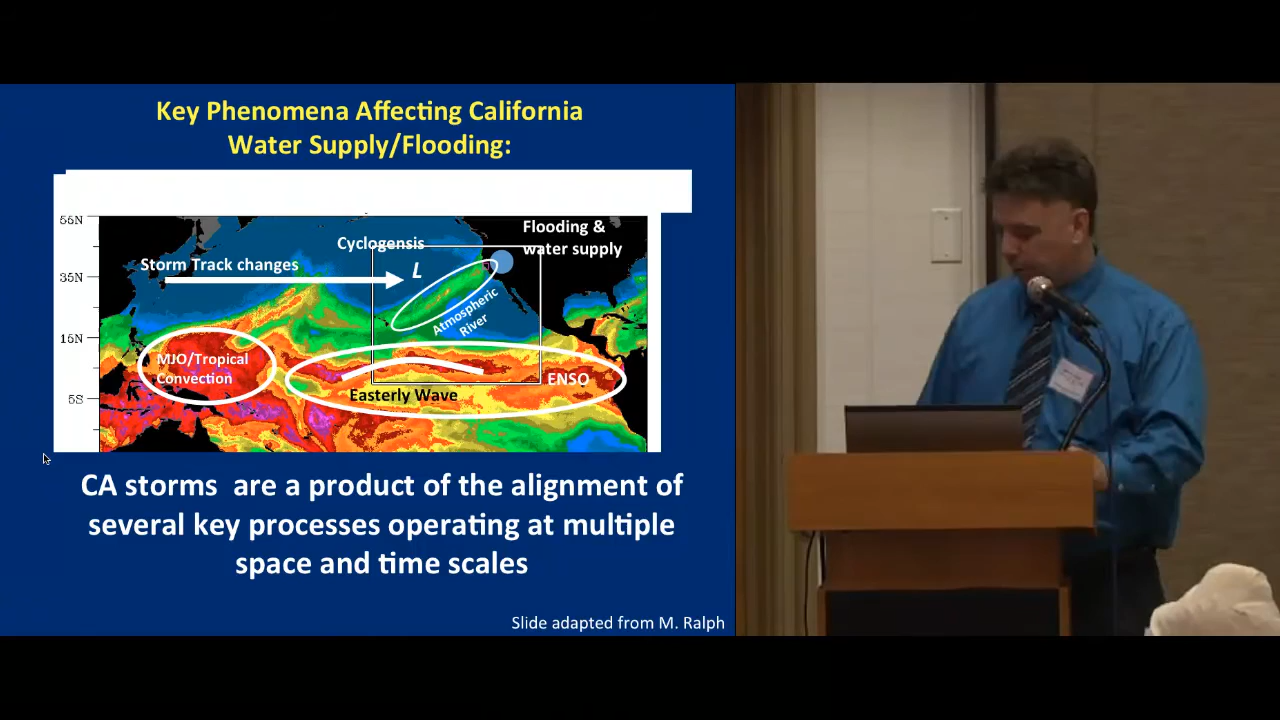 Key Phenomena Affecting California
Water Supply/Flooding:
56N
35N
15N
5S
Flooding &
water supply
Cyclogensis
Storm Track changes
L
Atmospheric
River
MJO/Tropical
Convection
ENSO
Easterly Wave
CA storms are a product of the alignment of
several key processes operating at multiple
space and time scales
Slide adapted from M. Ralph